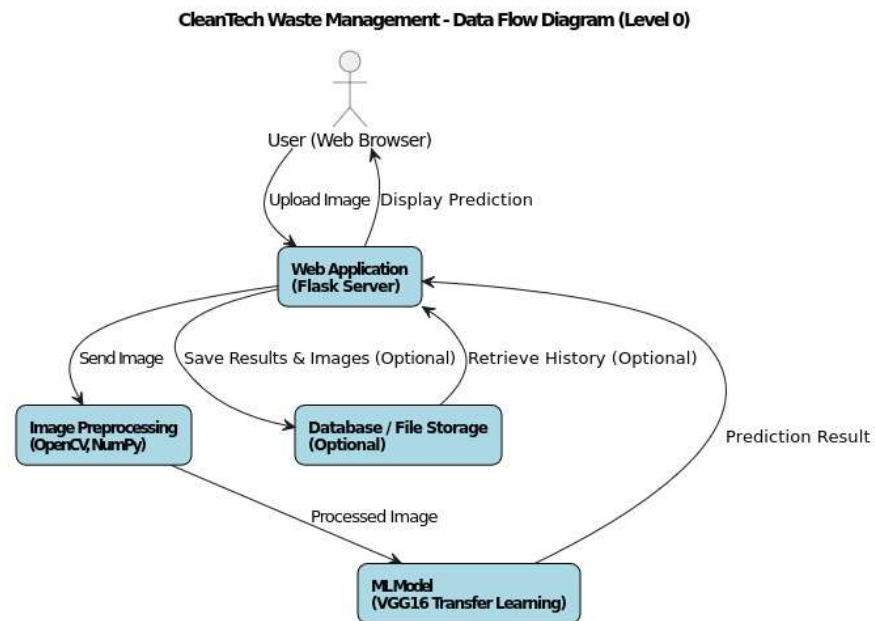 CleanTech Waste Management - Data Flow Diagram (Level 0)
User (Web Browser)
Upload Image
Display Prediction
Web Application
(Flask Server)
Send Image
Save Results & Images (Optional)
Retrieve History (Optional)
Image Preprocessing
(OpenCV, NumPy)
Database / File Storage
(Optional)
Prediction Result
Processed Image
ML Model
(VGG16 Transfer Learning)